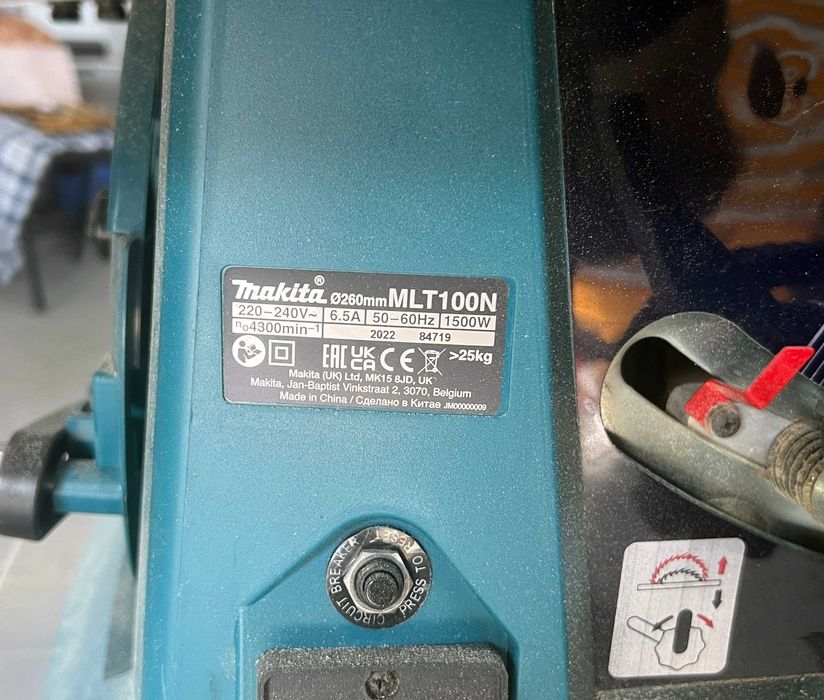 makita® Ø260mm MLT100N
220-240V~ 6.5A 50-60Hz 1500W
n₀4300min⁻¹ 2022 84719
EAC UK CA CE >25kg
Makita (UK) Ltd, MK15 8JD, UK
Makita, Jan-Baptist Vinkstraat 2, 3070, Belgium
Made in China / Сделано в Китае JM00000009
CIRCUIT BREAKER / PRESS TO RESET